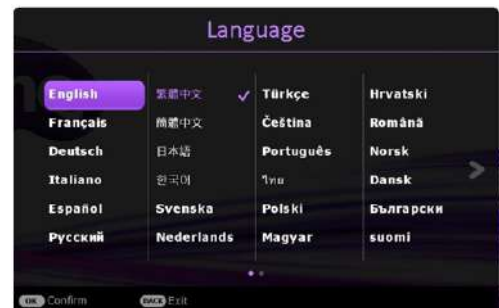 Language
English 繁體中文 Türkçe Hrvatski
Français 簡體中文 Čeština Română
Deutsch 日本語 Português Norsk
Italiano 한국어 ไทย Dansk
Español Svenska Polski Български
Русский Nederlands Magyar suomi
OK Confirm BACK Exit